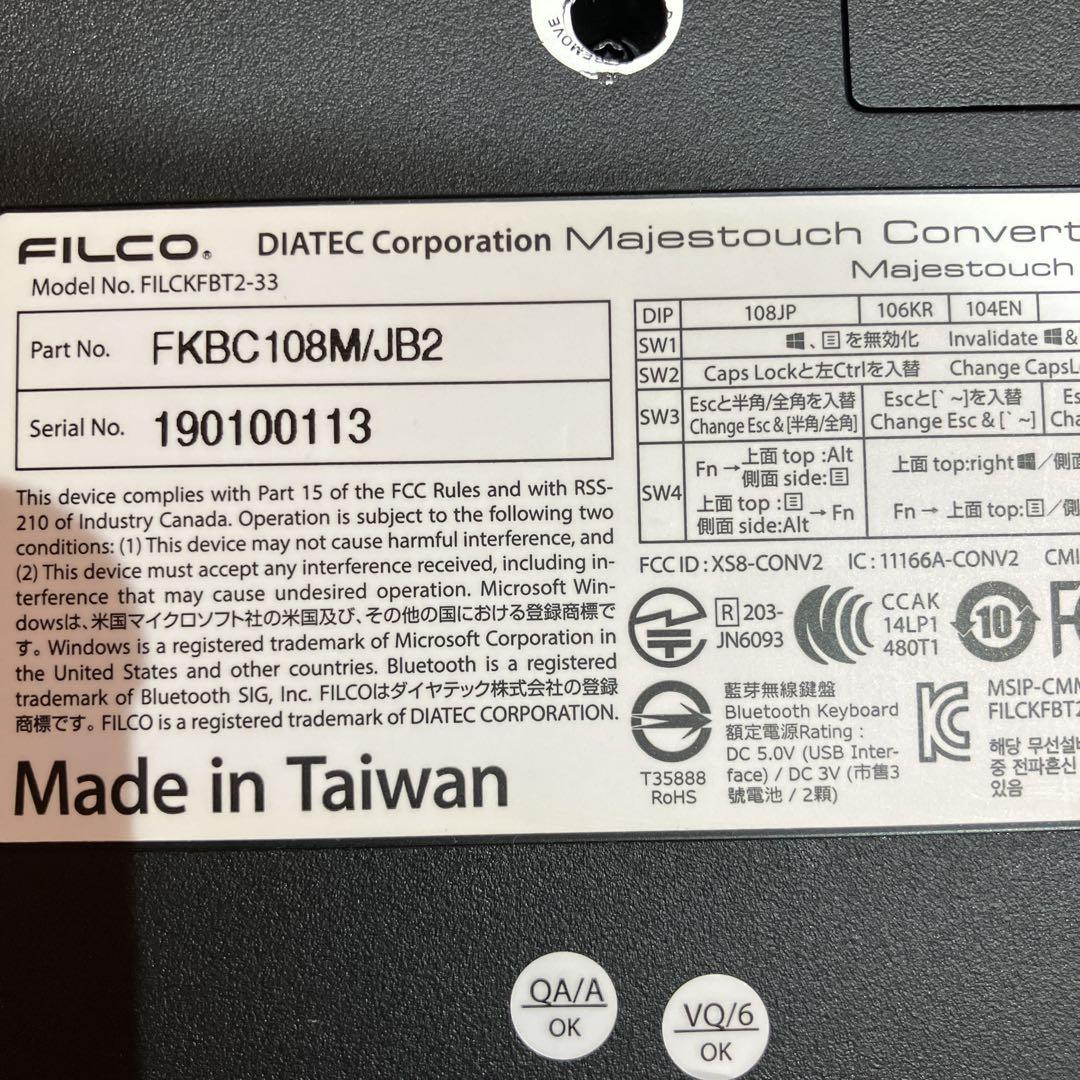 REMOVE
FILCO® DIATEC Corporation Majestouch Convert
Model No. FILCKFBT2-33
Majestouch
Part No. FKBC108M/JB2
Serial No. 190100113
DIP 108JP 106KR 104EN
SW1 、を無効化 Invalidate &
SW2 Caps Lockと左Ctrlを入替 Change CapsL
SW3 Escと半角/全角を入替 Escと[` ~]を入替 Es
Change Esc & [半角/全角] Change Esc & [` ~] Cha
SW4 Fn → 上面 top :Alt
側面 side:
上面 top : → Fn
側面 side:Alt
上面 top:right /側面
Fn → 上面 top: /側
This device complies with Part 15 of the FCC Rules and with RSS-
210 of Industry Canada. Operation is subject to the following two
conditions: (1) This device may not cause harmful interference, and
(2) This device must accept any interference received, including in-
terference that may cause undesired operation. Microsoft Win-
dowsは、米国マイクロソフト社の米国及び、その他の国における登録商標で
す。Windows is a registered trademark of Microsoft Corporation in
the United States and other countries. Bluetooth is a registered
trademark of Bluetooth SIG, Inc. FILCOはダイヤテック株式会社の登録
商標です。FILCO is a registered trademark of DIATEC CORPORATION.
Made in Taiwan
FCC ID : XS8-CONV2 IC : 11166A-CONV2 CMI
R 203-
JN6093
CCAK
14LP1
480T1
10
FC
T35888
RoHS
藍芽無線鍵盤
Bluetooth Keyboard
額定電源Rating :
DC 5.0V (USB Inter-
face) / DC 3V (市售3
號電池 / 2顆)
MSIP-CMM
FILCKFBT2
해당 무선설비
중 전파혼신
있음
QA/A
OK
VQ/6
OK